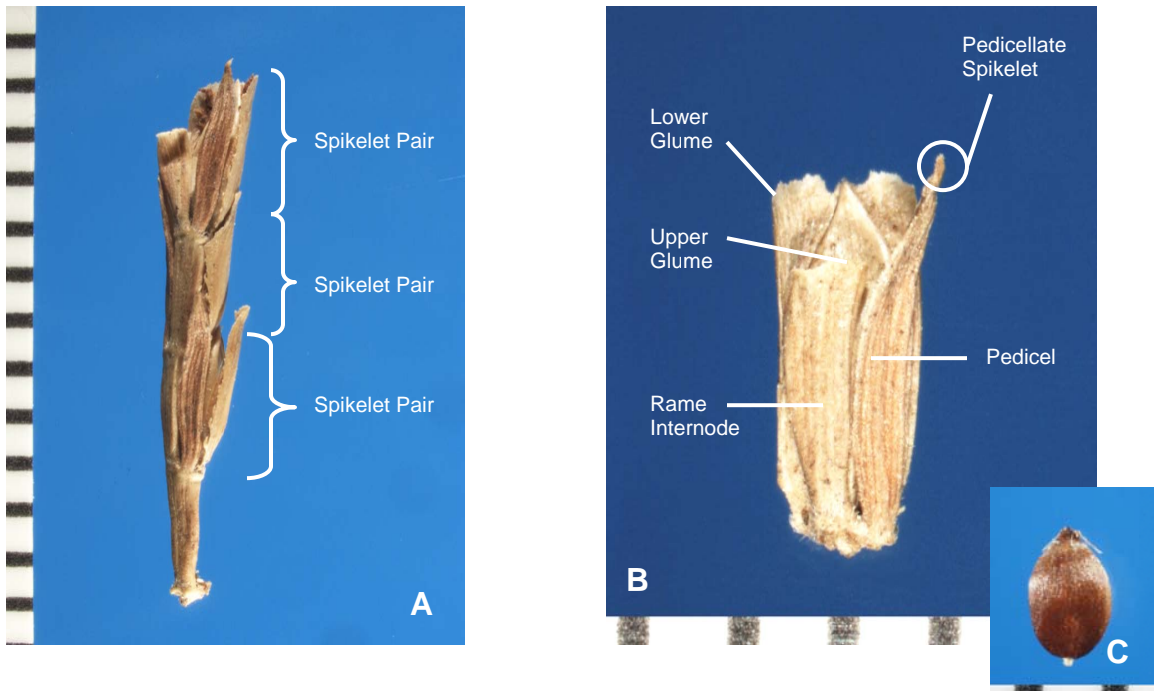 Spikelet Pair
Spikelet Pair
Spikelet Pair
A
Pedicellate
Spikelet
Lower
Glume
Upper
Glume
Pedicel
Rame
Internode
B
C